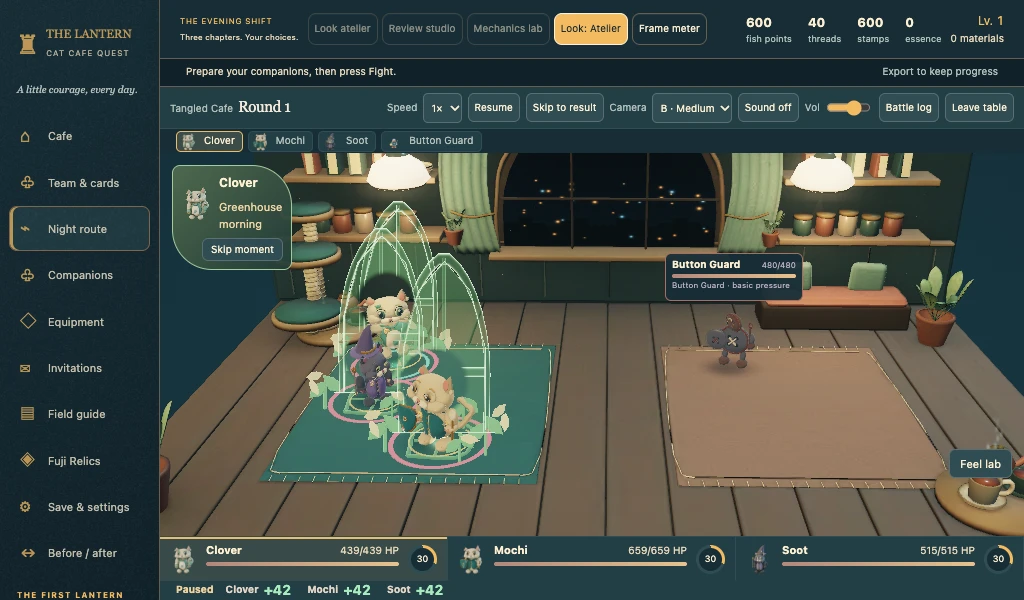 THE LANTERN
CAT CAFE QUEST
A little courage, every day.
Cafe
Team & cards
Night route
Companions
Equipment
Invitations
Field guide
Fuji Relics
Save & settings
Before / after
THE FIRST LANTERN
THE EVENING SHIFT
Three chapters. Your choices.
Look atelier
Review studio
Mechanics lab
Look: Atelier
Frame meter
600 fish points
40 threads
600 stamps
0 essence
Lv. 1
0 materials
Prepare your companions, then press Fight.
Export to keep progress
Tangled Cafe Round 1
Speed 1x
Resume
Skip to result
Camera B · Medium
Sound off
Vol
Battle log
Leave table
Clover
Mochi
Soot
Button Guard
Clover
Greenhouse
morning
Skip moment
Button Guard 480/480
Button Guard · basic pressure
Feel lab
Clover 439/439 HP 30
Mochi 659/659 HP 30
Soot 515/515 HP 30
Paused Clover +42 Mochi +42 Soot +42